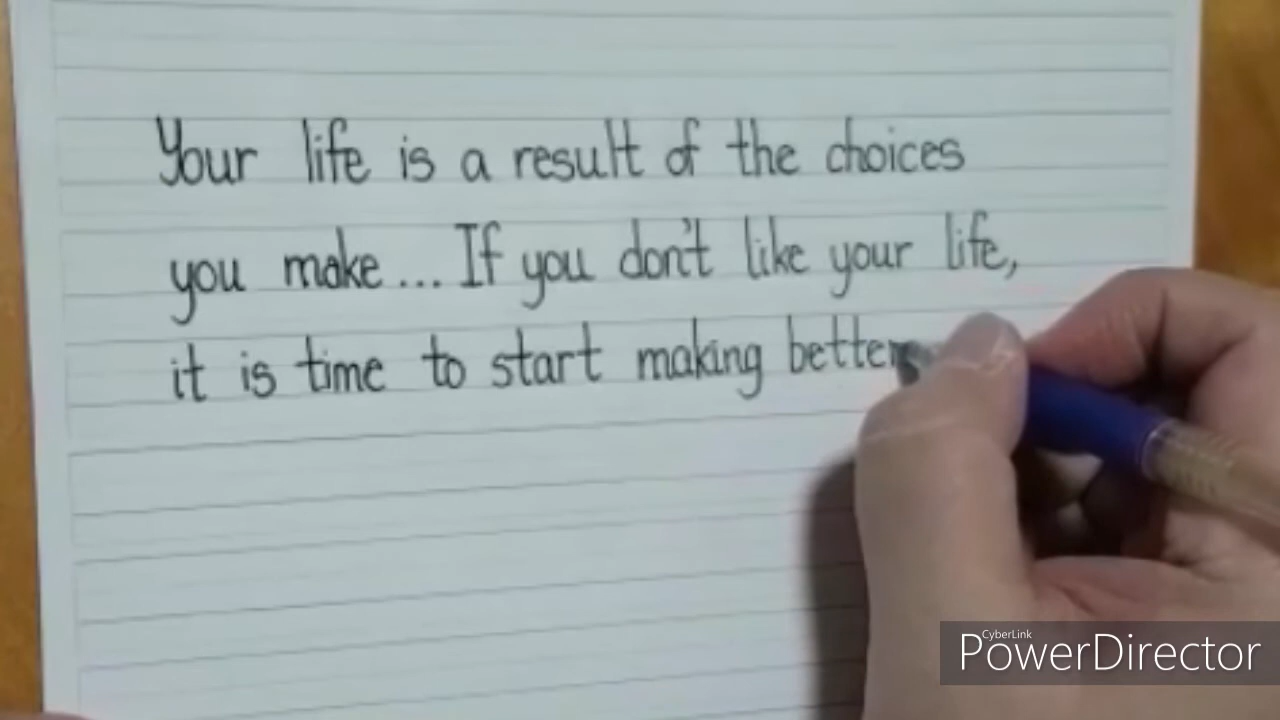 Your life is a result of the choices
you make... If you don't like your life,
it is time to start making better
CyberLink
PowerDirector